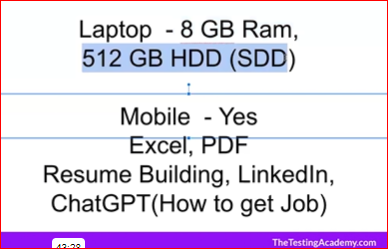 Laptop - 8 GB Ram,
512 GB HDD (SDD)
Mobile - Yes
Excel, PDF
Resume Building, LinkedIn,
ChatGPT(How to get Job)
TheTestingAcademy.com